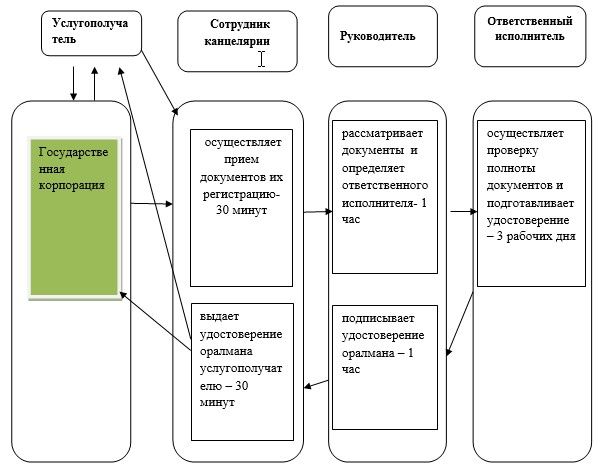 Услугополуча
тель
Сотрудник
канцелярии
Руководитель
Ответственный
исполнитель
Государстве
нная
корпорация
осуществляет
прием
документов их
регистрацию-
30 минут
рассматривает
документы и
определяет
ответственного
исполнителя- 1
час
осуществляет
проверку
полноты
документов и
подготавливает
удостоверение
– 3 рабочих дня
выдает
удостоверение
оралмана
услугополучат
елю – 30
минут
подписывает
удостоверение
оралмана – 1
час